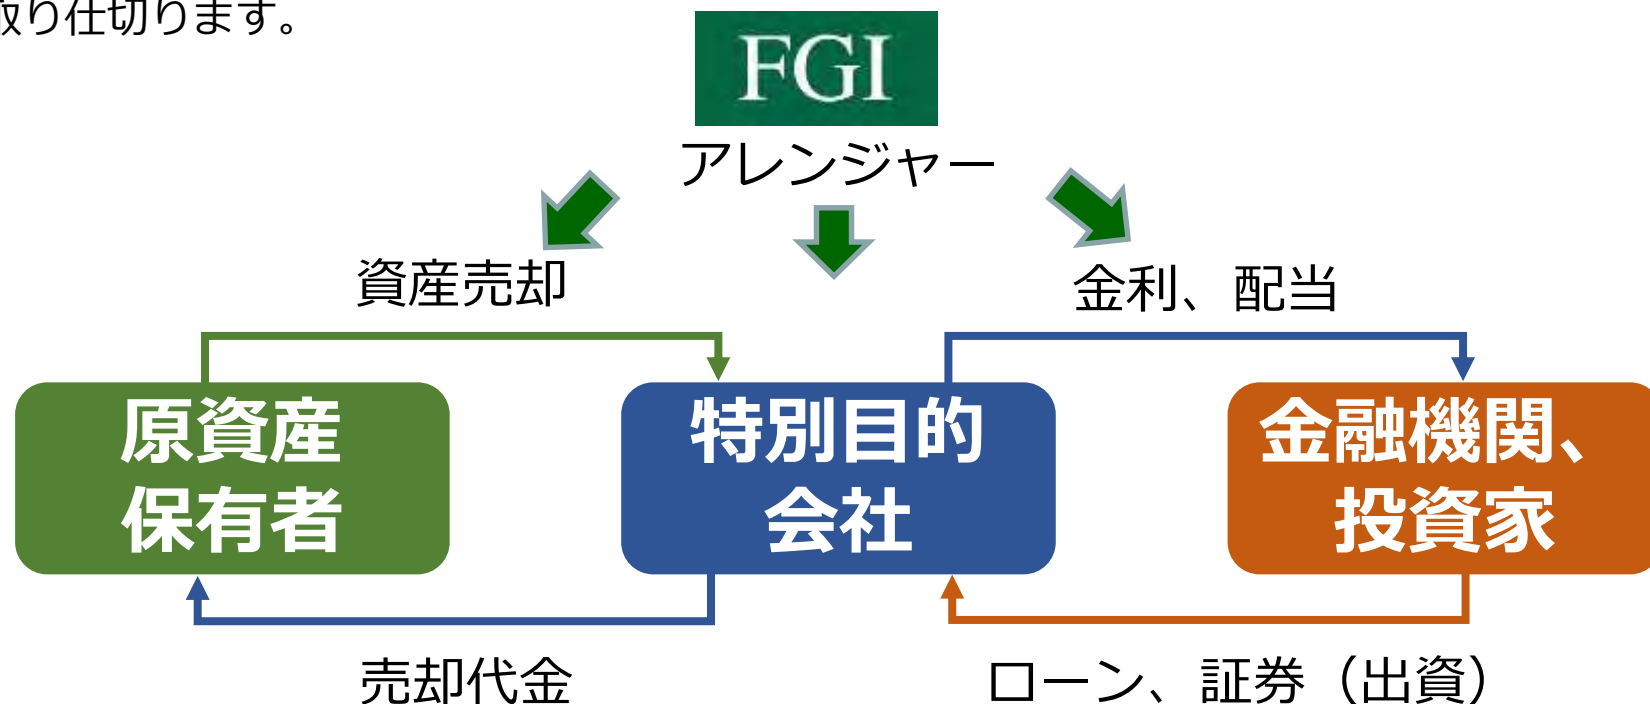 取り仕切ります。
FGI
アレンジャー
資産売却
金利、配当
原資産
保有者
特別目的
会社
金融機関、
投資家
売却代金
ローン、証券（出資）